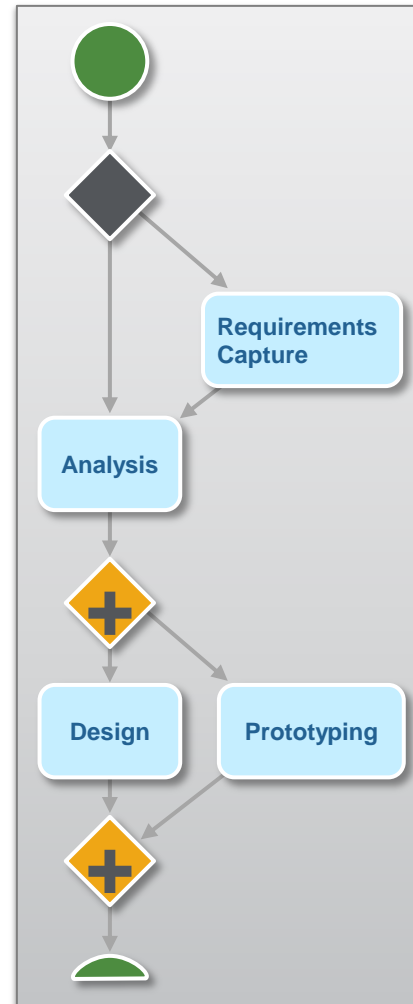 Requirements
Capture
Analysis
Design
Prototyping